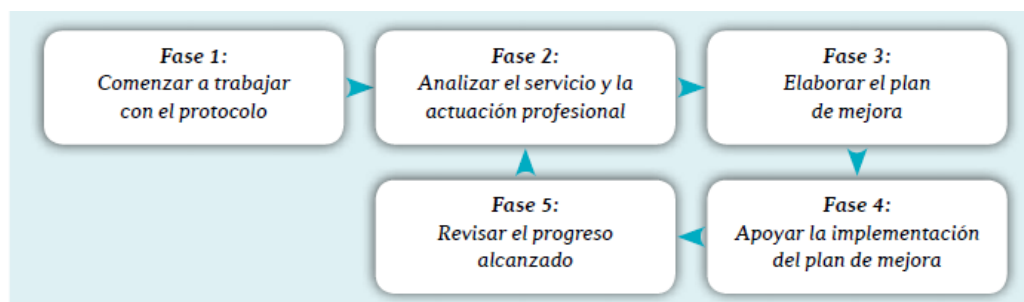 Fase 1:
Comenzar a trabajar
con el protocolo
Fase 2:
Analizar el servicio y la
actuación profesional
Fase 3:
Elaborar el plan
de mejora
Fase 4:
Apoyar la implementación
del plan de mejora
Fase 5:
Revisar el progreso
alcanzado